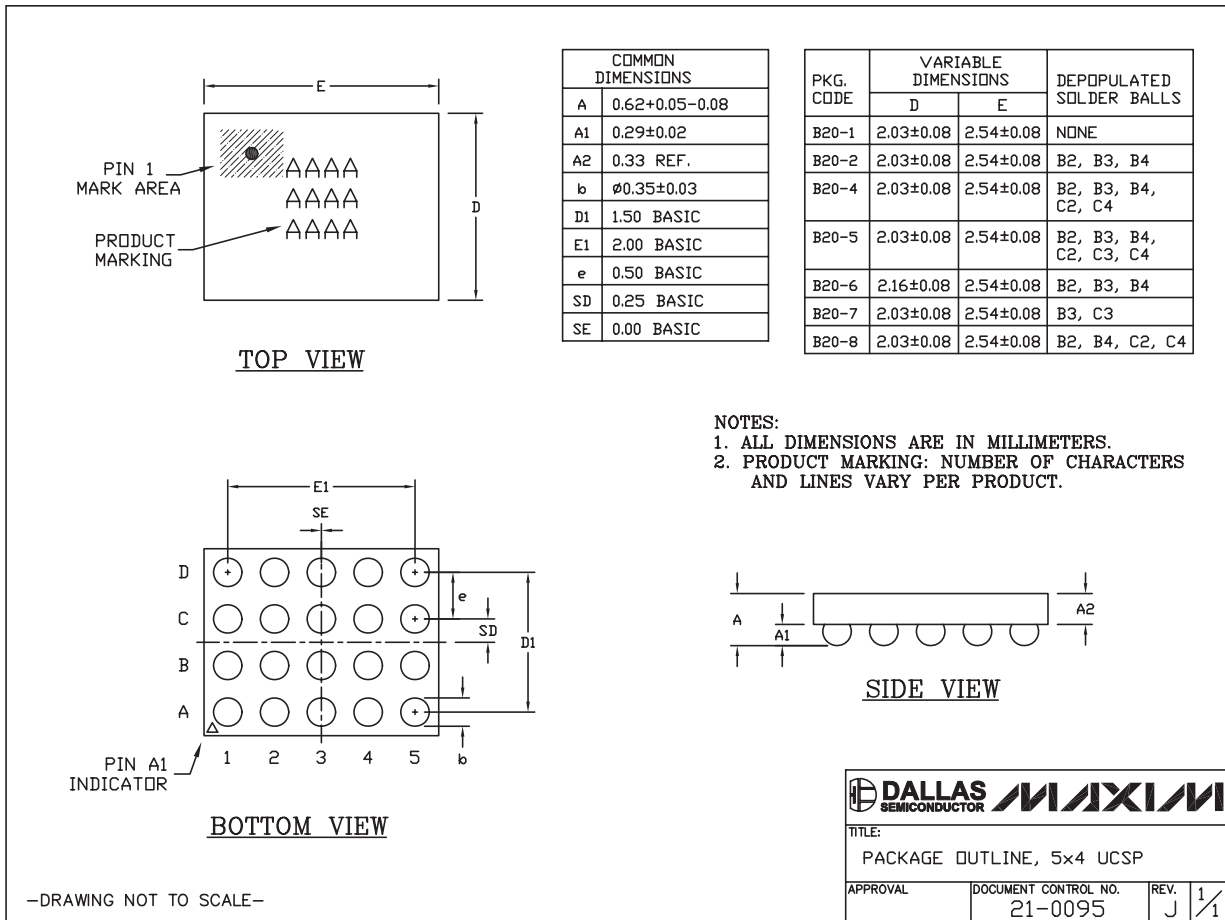 E
PIN 1
MARK AREA
AAAA
AAAA
AAAA
PRODUCT
MARKING
D
TOP VIEW
COMMON
DIMENSIONS
A 0.62+0.05-0.08
A1 0.29±0.02
A2 0.33 REF.
b ø0.35±0.03
D1 1.50 BASIC
E1 2.00 BASIC
e 0.50 BASIC
SD 0.25 BASIC
SE 0.00 BASIC
PKG.
CODE
VARIABLE
DIMENSIONS
D E
DEPOPULATED
SOLDER BALLS
B20-1 2.03±0.08 2.54±0.08 NONE
B20-2 2.03±0.08 2.54±0.08 B2, B3, B4
B20-4 2.03±0.08 2.54±0.08 B2, B3, B4,
C2, C4
B20-5 2.03±0.08 2.54±0.08 B2, B3, B4,
C2, C3, C4
B20-6 2.16±0.08 2.54±0.08 B2, B3, B4
B20-7 2.03±0.08 2.54±0.08 B3, C3
B20-8 2.03±0.08 2.54±0.08 B2, B4, C2, C4
NOTES:
1. ALL DIMENSIONS ARE IN MILLIMETERS.
2. PRODUCT MARKING: NUMBER OF CHARACTERS
AND LINES VARY PER PRODUCT.
E1
SE
D
C
B
A
e
SD
D1
b
1 2 3 4 5
PIN A1
INDICATOR
BOTTOM VIEW
A
A1
A2
SIDE VIEW
DALLAS
SEMICONDUCTOR
MAXIM
TITLE:
PACKAGE OUTLINE, 5x4 UCSP
APPROVAL
DOCUMENT CONTROL NO.
21-0095
REV.
J
1/1
-DRAWING NOT TO SCALE-